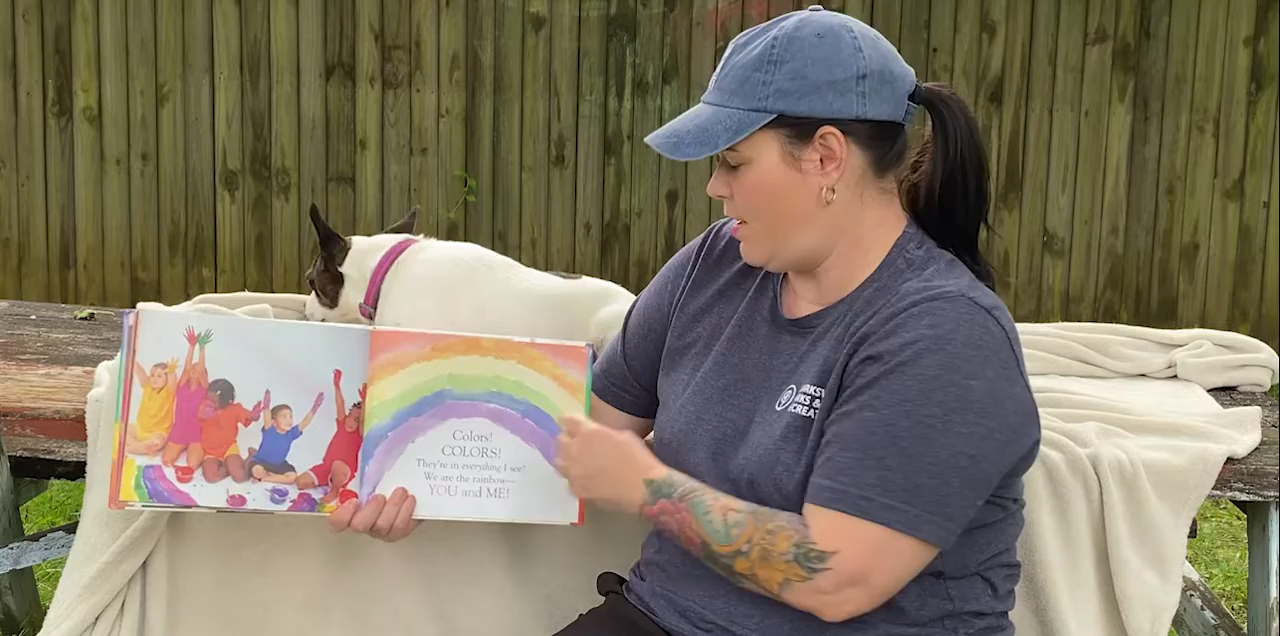 Colors!
COLORS!
They're in everything I see!
We are the rainbow—
YOU and ME!